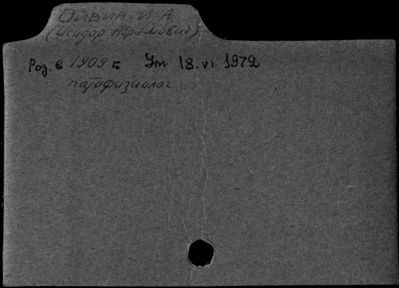 Ойвин. И-А
(Исидор Абрамович)
Род. в 1909 г. Ум 18.VI.1972
патофизиолог